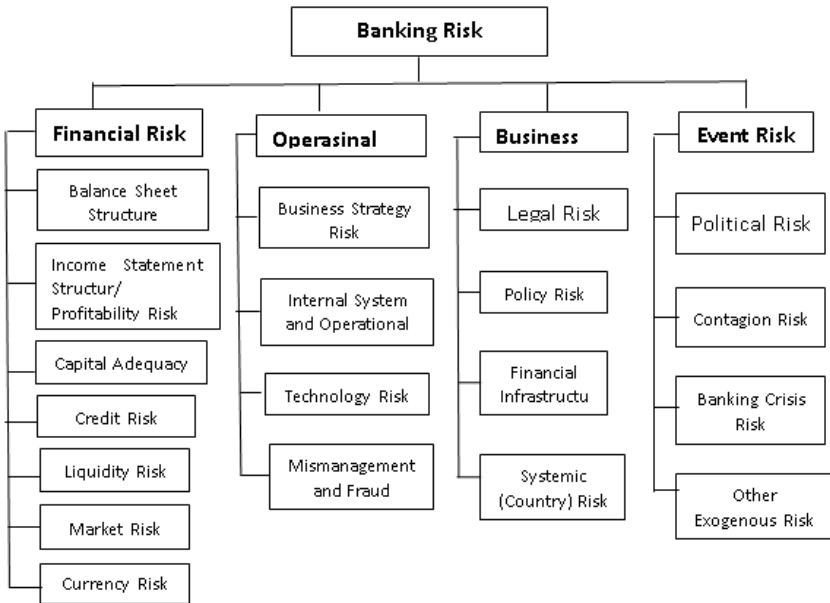 Banking Risk
Financial Risk
Balance Sheet
Structure
Income Statement
Structur/
Profitability Risk
Capital Adequacy
Credit Risk
Liquidity Risk
Market Risk
Currency Risk
Operasinal
Business Strategy
Risk
Internal System
and Operational
Technology Risk
Mismanagement
and Fraud
Business
Legal Risk
Policy Risk
Financial
Infrastructu
Systemic
(Country) Risk
Event Risk
Political Risk
Contagion Risk
Banking Crisis
Risk
Other
Exogenous Risk